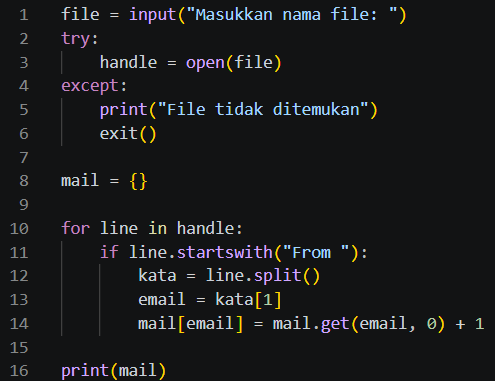 1 file = input("Masukkan nama file: ")
2 try:
3     handle = open(file)
4 except:
5     print("File tidak ditemukan")
6     exit()
7
8 mail = {}
9
10 for line in handle:
11     if line.startswith("From "):
12         kata = line.split()
13         email = kata[1]
14         mail[email] = mail.get(email, 0) + 1
15
16 print(mail)